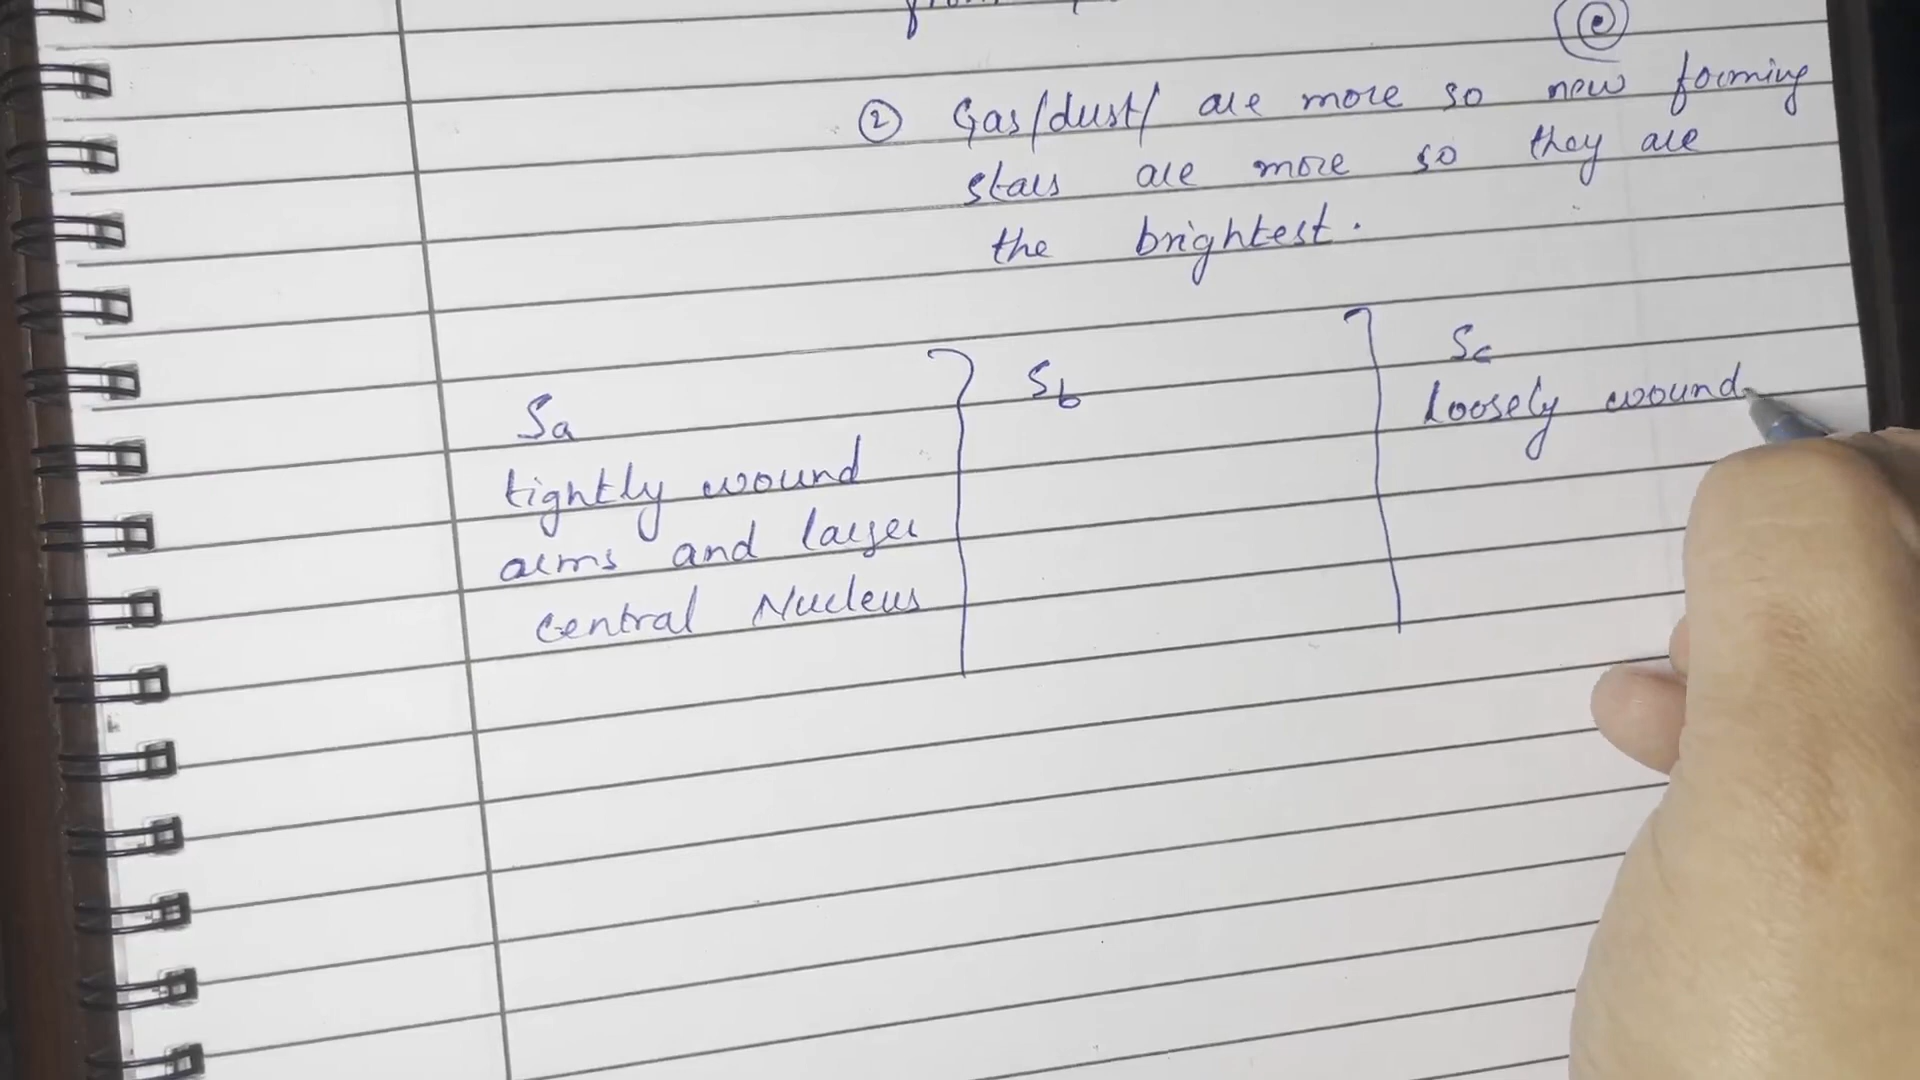 ② Gas/dust/ are more so new forming
stars are more so they are
the brightest.
Sa
tightly wound
arms and larger
central Nucleus
Sb
Sc
Loosely wound